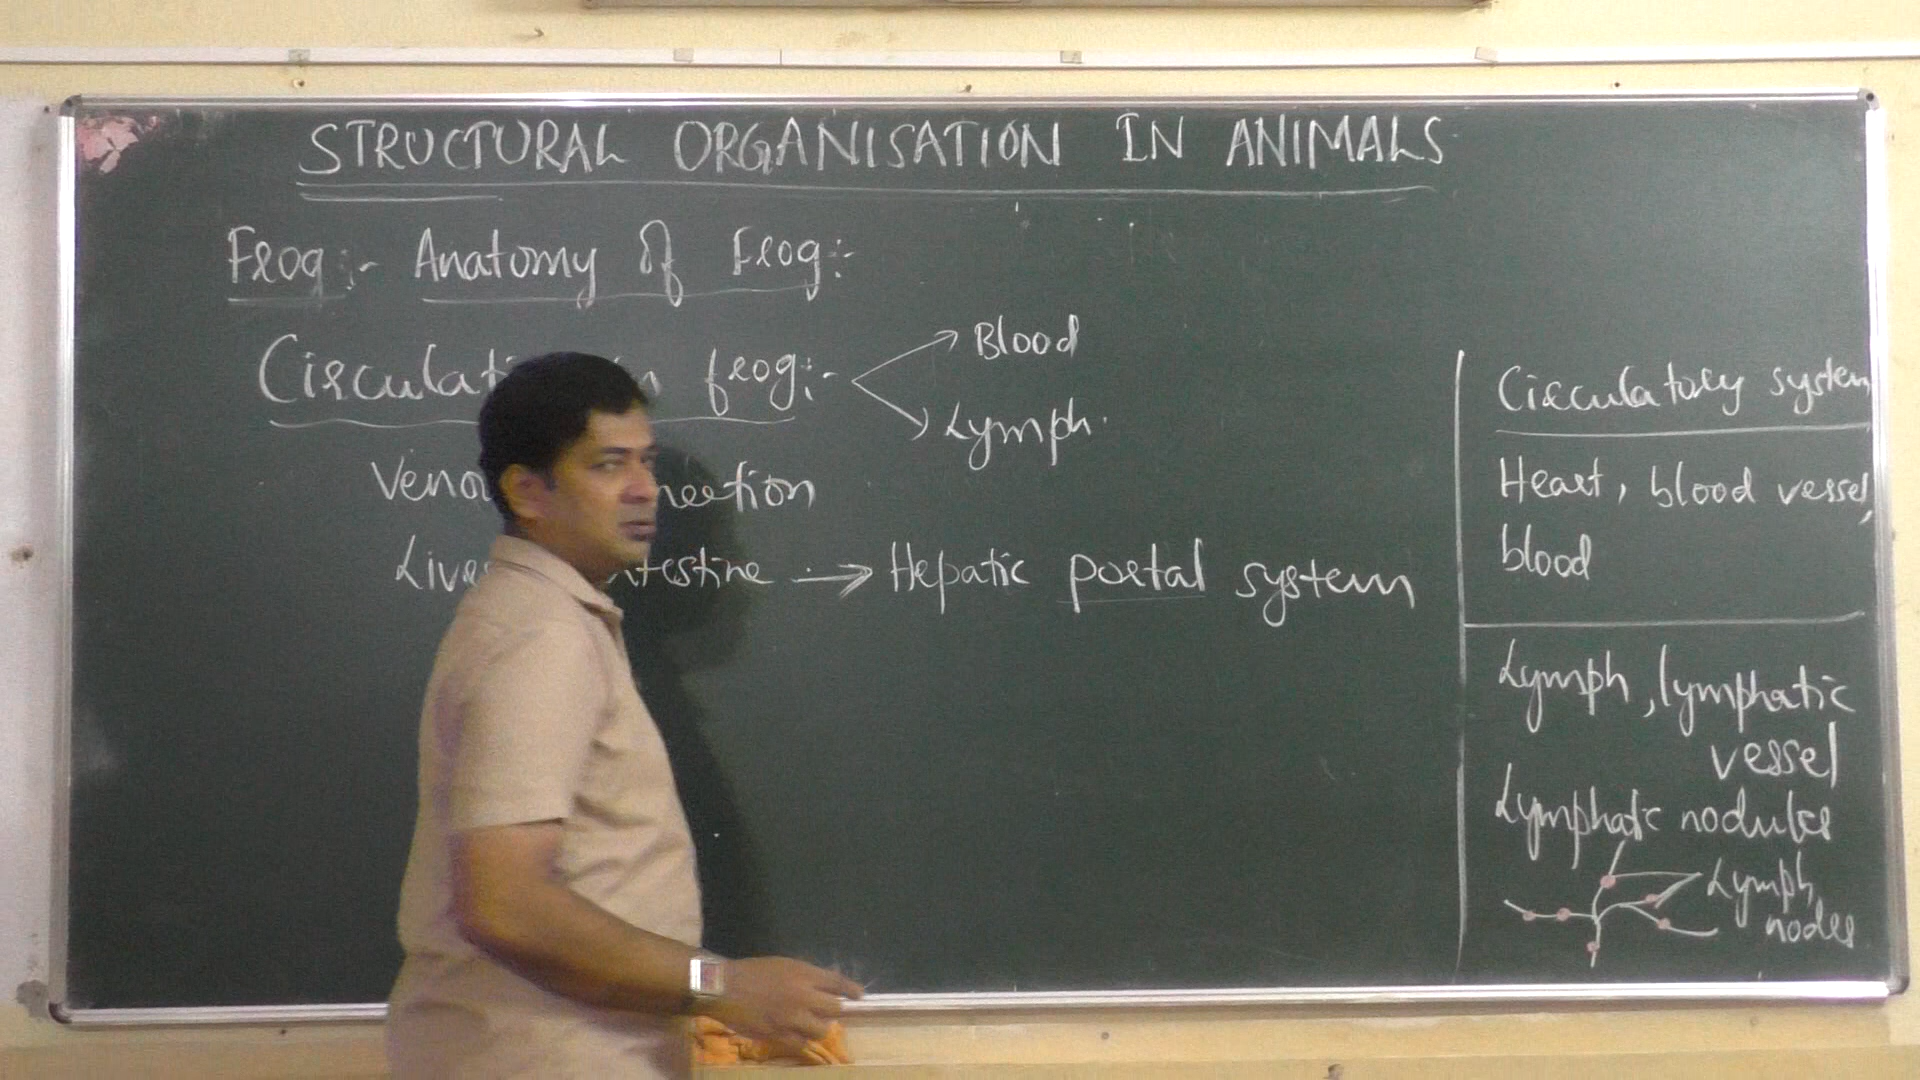 STRUCTURAL ORGANISATION IN ANIMALS
Frog :- Anatomy of Frog :-
frog :-
Blood
Lymph.
Hepatic portal system
Circulatory system
Heart, blood vessel,
blood
Lymph, lymphatic
vessel
Lymphatic nodules
Lymph
nodes